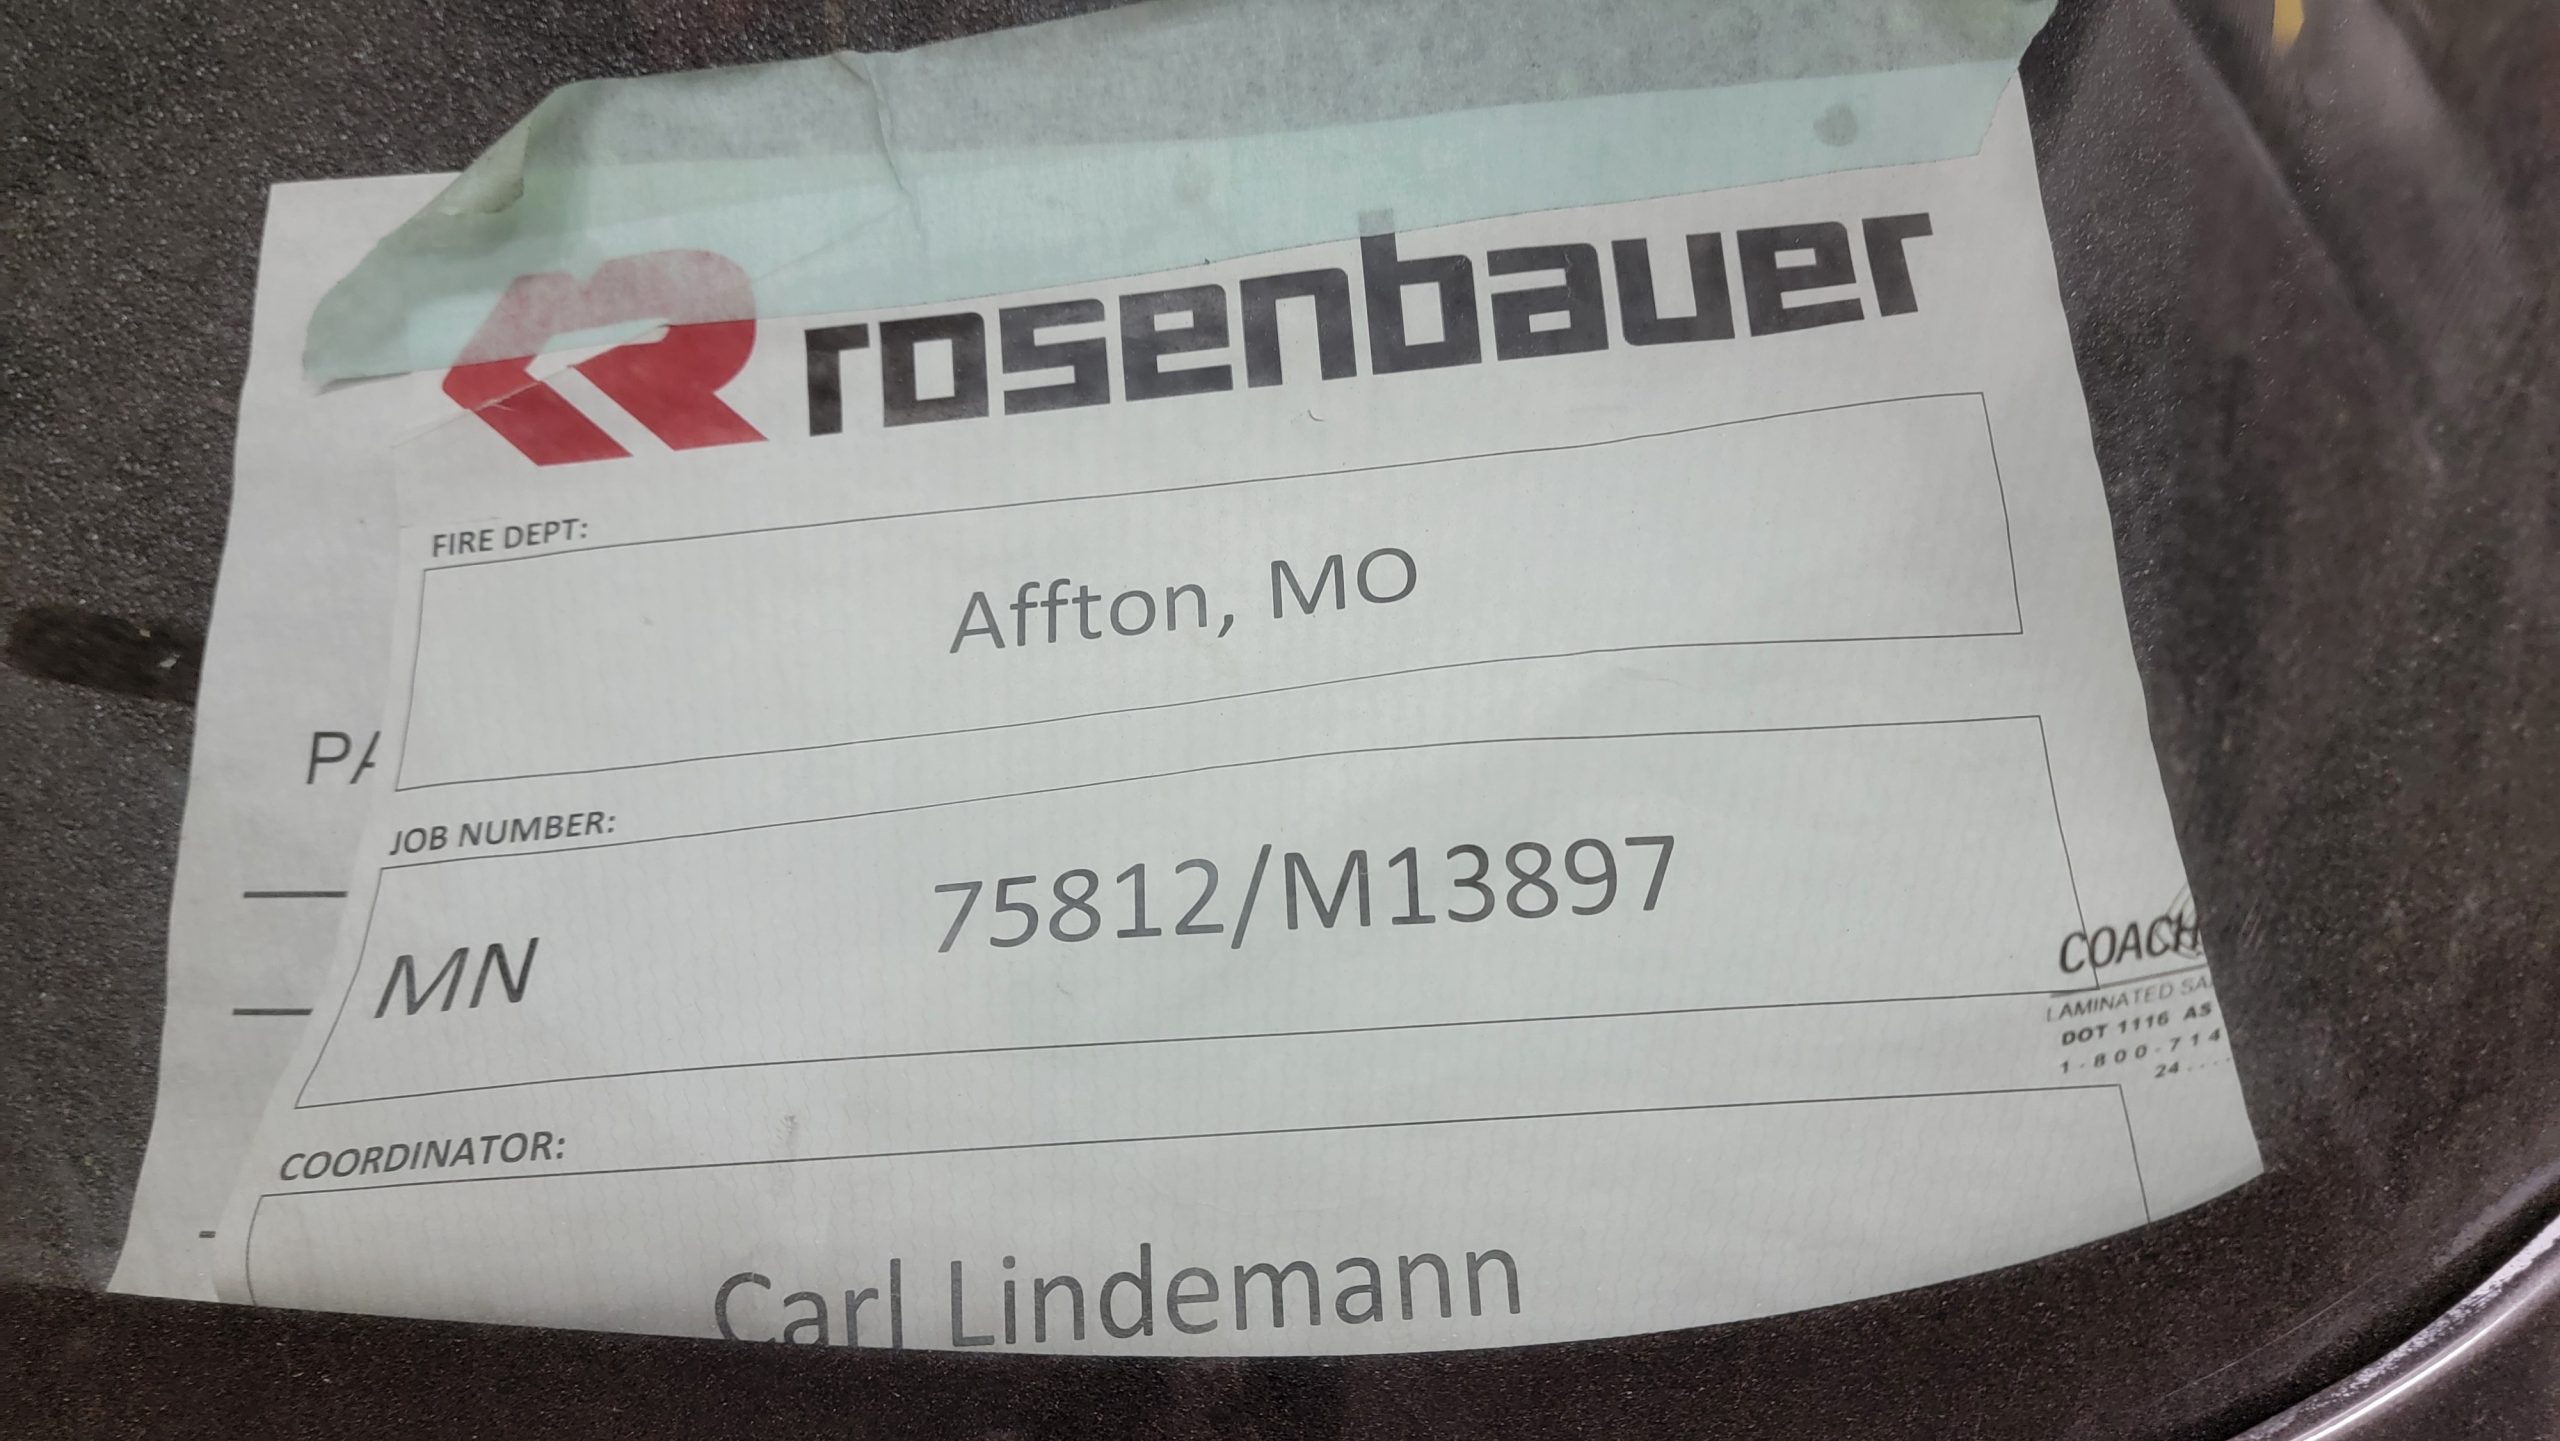 rosenbauer
FIRE DEPT:
Affton, MO
PA
JOB NUMBER:
75812/M13897
MN
COACH
LAMINATED SA
DOT 1116 AS
1-800-714
24
COORDINATOR:
Carl Lindemann